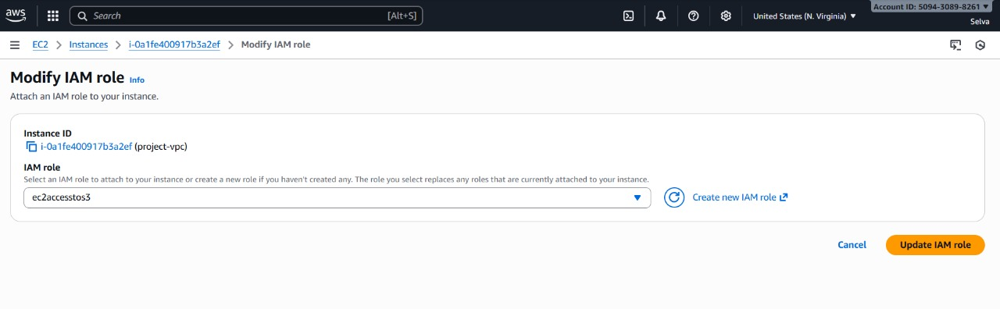 aws
Search [Alt+S]
United States (N. Virginia) ▼
Account ID: 5094-3089-8261 ▼
Selva
EC2 > Instances > i-0a1fe400917b3a2ef > Modify IAM role
Modify IAM role Info
Attach an IAM role to your instance.
Instance ID
i-0a1fe400917b3a2ef (project-vpc)
IAM role
Select an IAM role to attach to your instance or create a new role if you haven't created any. The role you select replaces any roles that are currently attached to your instance.
ec2accesstos3
Create new IAM role
Cancel Update IAM role